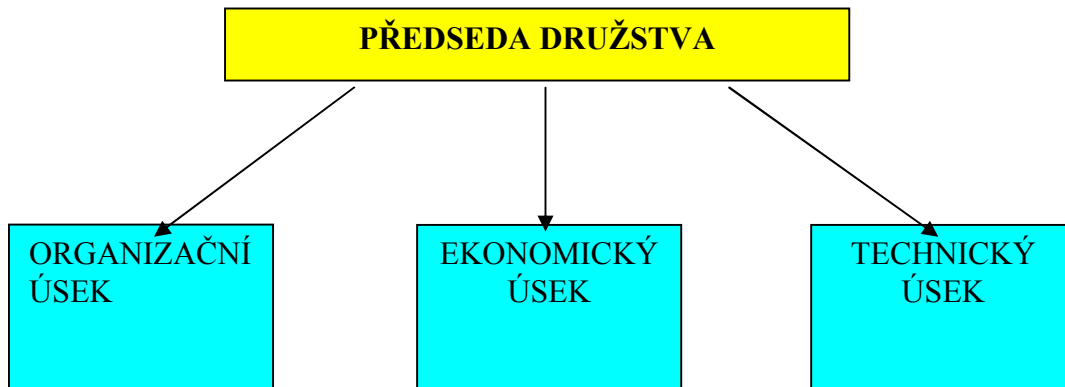 PŘEDSEDA DRUŽSTVA
ORGANIZAČNÍ
ÚSEK
EKONOMICKÝ
ÚSEK
TECHNICKÝ
ÚSEK